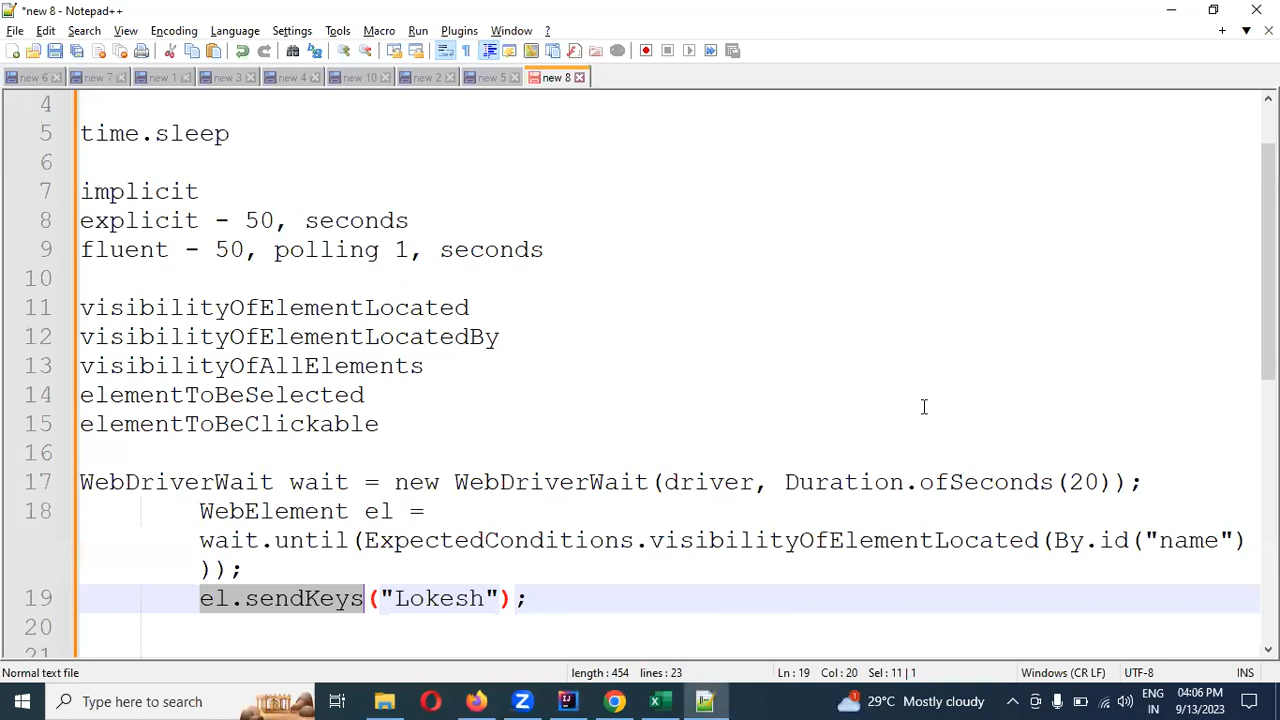 *new 8 - Notepad++
File Edit Search View Encoding Language Settings Tools Macro Run Plugins Window ?
new 6 new 7 new 1 new 3 new 4 new 10 new 2 new 5 new 8
4
5 time.sleep
6
7 implicit
8 explicit - 50, seconds
9 fluent - 50, polling 1, seconds
10
11 visibilityOfElementLocated
12 visibilityOfElementLocatedBy
13 visibilityOfAllElements
14 elementToBeSelected
15 elementToBeClickable
16
17 WebDriverWait wait = new WebDriverWait(driver, Duration.ofSeconds(20));
18 WebElement el =
wait.until(ExpectedConditions.visibilityOfElementLocated(By.id("name")
));
19 el.sendKeys("Lokesh");
20
21
Normal text file length : 454 lines : 23 Ln : 19 Col : 20 Sel : 11 | 1 Windows (CR LF) UTF-8 INS
Type here to search 29°C Mostly cloudy ENG IN 04:06 PM 9/13/2023